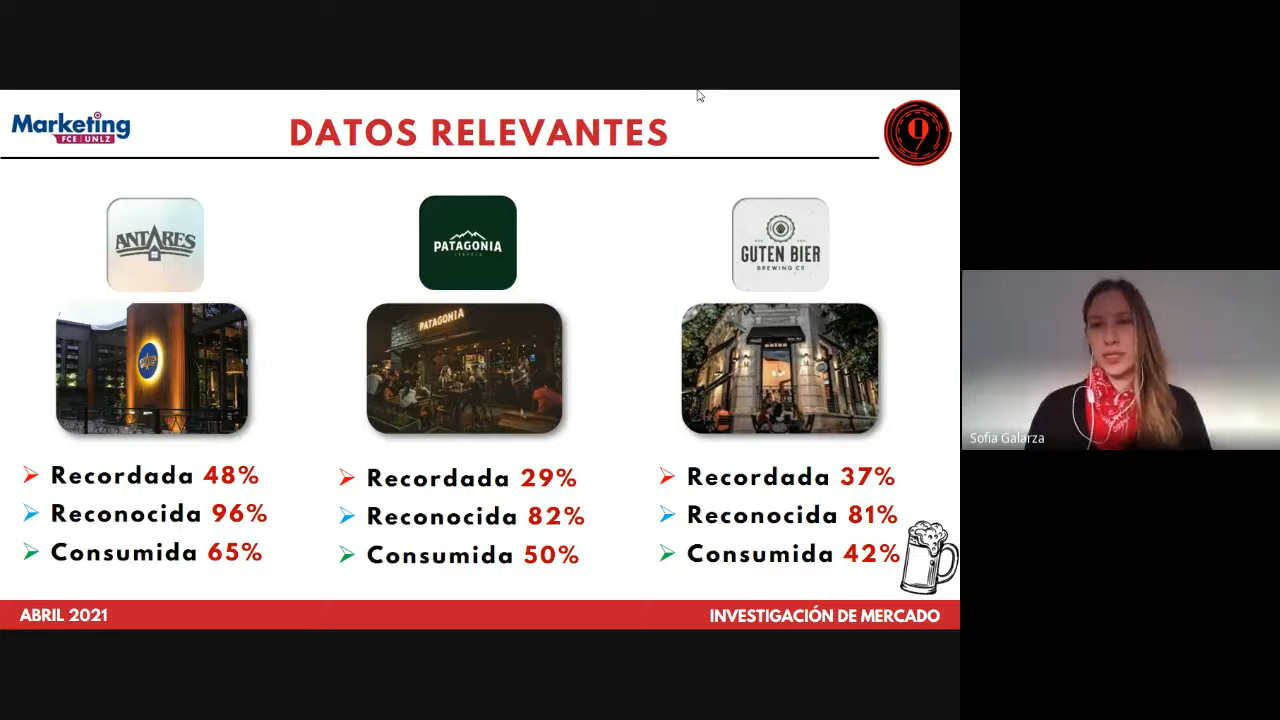 Marketing
FCE | UNLZ
DATOS RELEVANTES
9
ANTARES
PATAGONIA
GUTEN BIER
BREWING Cº
PATAGONIA
Recordada 48%
Reconocida 96%
Consumida 65%
Recordada 29%
Reconocida 82%
Consumida 50%
Recordada 37%
Reconocida 81%
Consumida 42%
ABRIL 2021
INVESTIGACIÓN DE MERCADO
Sofia Galarza